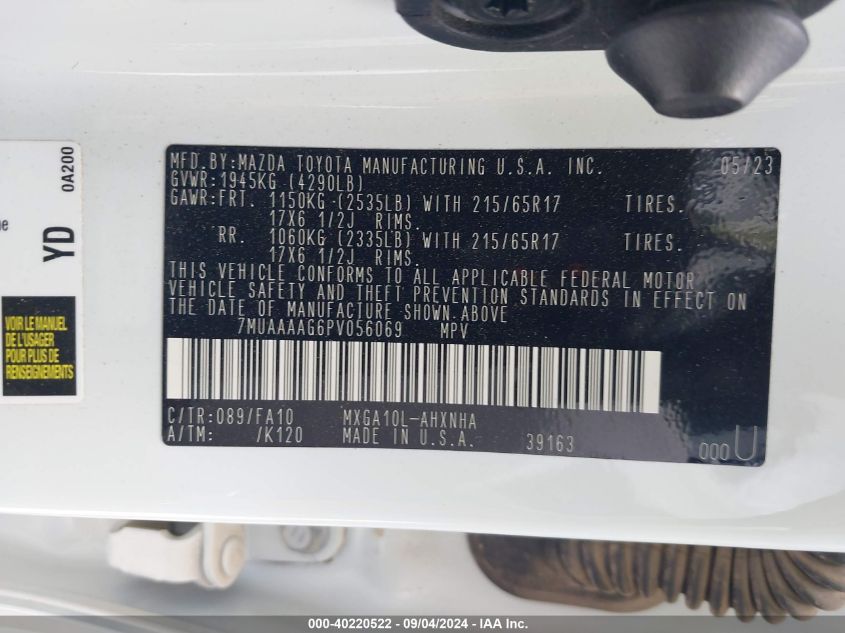 MFD.BY:MAZDA TOYOTA MANUFACTURING U.S.A. INC. 05/23
GVWR:1945KG (4290LB)
GAWR:FRT. 1150KG (2535LB) WITH 215/65R17 TIRES.
17X6 1/2J RIMS.
RR. 1060KG (2335LB) WITH 215/65R17 TIRES.
17X6 1/2J RIMS.
THIS VEHICLE CONFORMS TO ALL APPLICABLE FEDERAL MOTOR
VEHICLE SAFETY AND THEFT PREVENTION STANDARDS IN EFFECT ON
THE DATE OF MANUFACTURE SHOWN ABOVE
7MUAAAAG6PV056069 MPV
C/TR:089/FA10 MXGA10L-AHXNHA
A/TM: /K120 MADE IN U.S.A. 39163 000U
0A200
YD
VOIR LE MANUEL
DE L'USAGER
POUR PLUS DE
RENSEIGNEMENTS
000-40220522 - 09/04/2024 - IAA Inc.